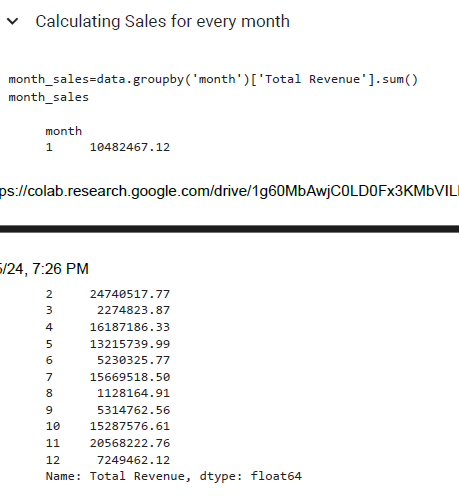 Calculating Sales for every month
month_sales=data.groupby('month')['Total Revenue'].sum()
month_sales
month
1 10482467.12
ps://colab.research.google.com/drive/1g60MbAwjC0LD0Fx3KMbVIL
5/24, 7:26 PM
2 24740517.77
3 2274823.87
4 16187186.33
5 13215739.99
6 5230325.77
7 15669518.50
8 1128164.91
9 5314762.56
10 15287576.61
11 20568222.76
12 7249462.12
Name: Total Revenue, dtype: float64